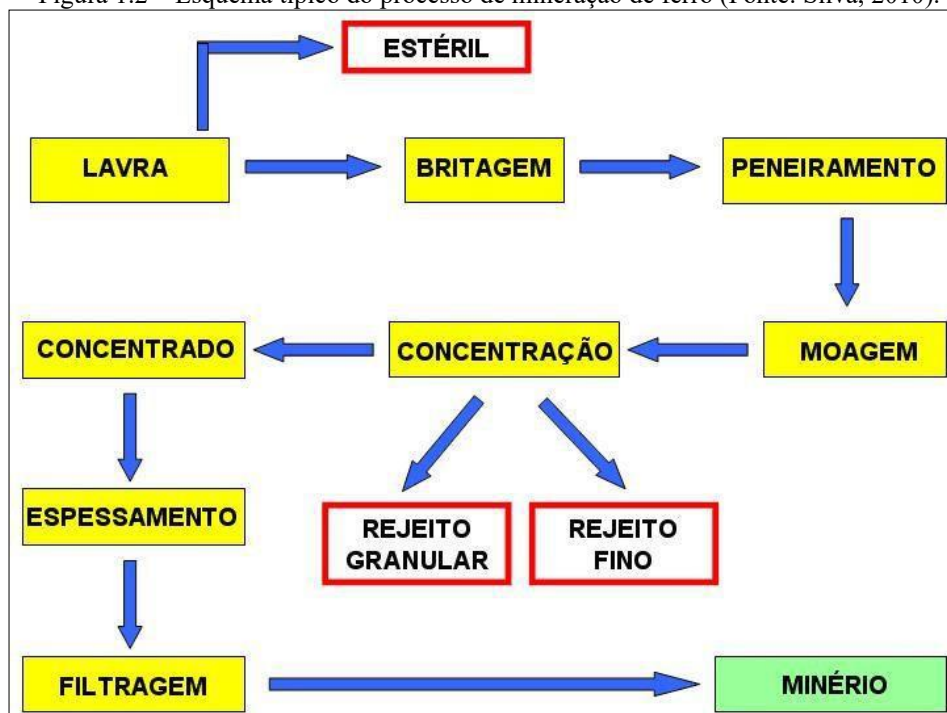 Figura 1.2 – Esquema típico do processo de mineração de ferro (Fonte: Silva, 2010).
ESTÉRIL
LAVRA
BRITAGEM
PENEIRAMENTO
CONCENTRADO
CONCENTRAÇÃO
MOAGEM
ESPESSAMENTO
REJEITO
GRANULAR
REJEITO
FINO
FILTRAGEM
MINÉRIO